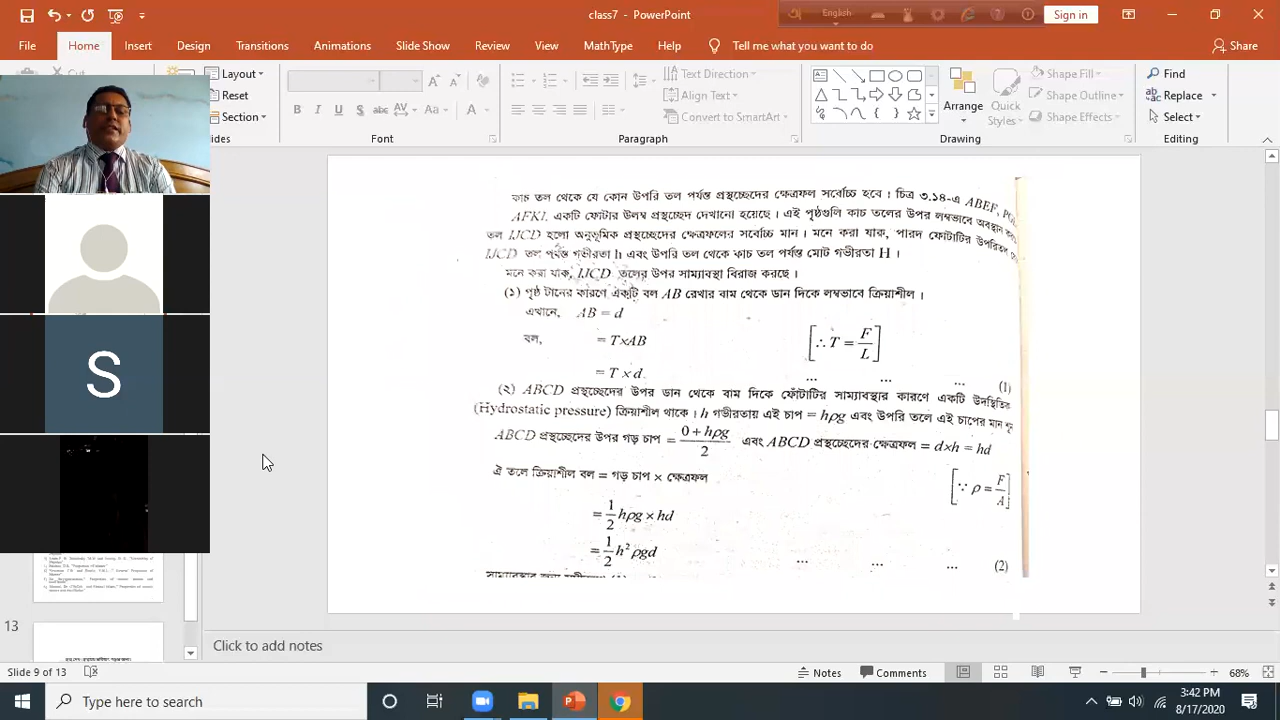 class7 - PowerPoint
English
Sign in
File Home Insert Design Transitions Animations Slide Show Review View MathType Help Tell me what you want to do Share
Cut
Layout
Reset
Section
Text Direction
Align Text
Convert to SmartArt
Arrange
Quick Styles
Shape Fill
Shape Outline
Shape Effects
Find
Replace
Select
Font Paragraph Drawing Editing
কাচ তল থেকে যে কোন উপরি তল পর্যন্ত প্রস্থচ্ছেদের ক্ষেত্রফল সর্বোচ্চ হবে। চিত্র ৩.১৪-এ ABEF,
AFKL একটি ফোটার উলম্ব প্রস্থচ্ছেদ দেখানো হয়েছে। এই পৃষ্ঠগুলি কাচ তলের উপর লম্বভাবে অবস্থান
তল IJCD হলো অনুভূমিক প্রস্থচ্ছেদের ক্ষেত্রফলের সর্বোচ্চ মান। মনে করা যাক, পারদ ফোটাটির উপরিতল
IJCD তল পর্যন্ত গভীরতা h এবং উপরি তল থেকে কাচ তল পর্যন্ত মোট গভীরতা H ।
মনে করা যাক, IJCD তলের উপর সাম্যাবস্থা বিরাজ করছে।
(১) পৃষ্ঠ টানের কারণে একটি বল AB রেখার বাম থেকে ডান দিকে লম্বভাবে ক্রিয়াশীল।
এখানে, AB = d
বল, = T×AB [∴ T = F/L]
= T × d. ... ... ... (1)
(২) ABCD প্রস্থচ্ছেদের উপর ডান থেকে বাম দিকে ফোঁটাটির সাম্যাবস্থার কারণে একটি উদস্থিতির
(Hydrostatic pressure) ক্রিয়াশীল থাকে। h গভীরতায় এই চাপ = hρg এবং উপরি তলে এই চাপের মান
ABCD প্রস্থচ্ছেদের উপর গড় চাপ = (0 + hρg)/2 এবং ABCD প্রস্থচ্ছেদের ক্ষেত্রফল = d×h = hd
ঐ তলে ক্রিয়াশীল বল = গড় চাপ × ক্ষেত্রফল [∵ ρ = F/A]
= 1/2 hρg × hd
= 1/2 h² ρgd ... ... ... (2)
S
13
Click to add notes
Slide 9 of 13
Notes Comments 68%
Type here to search
3:42 PM
8/17/2020